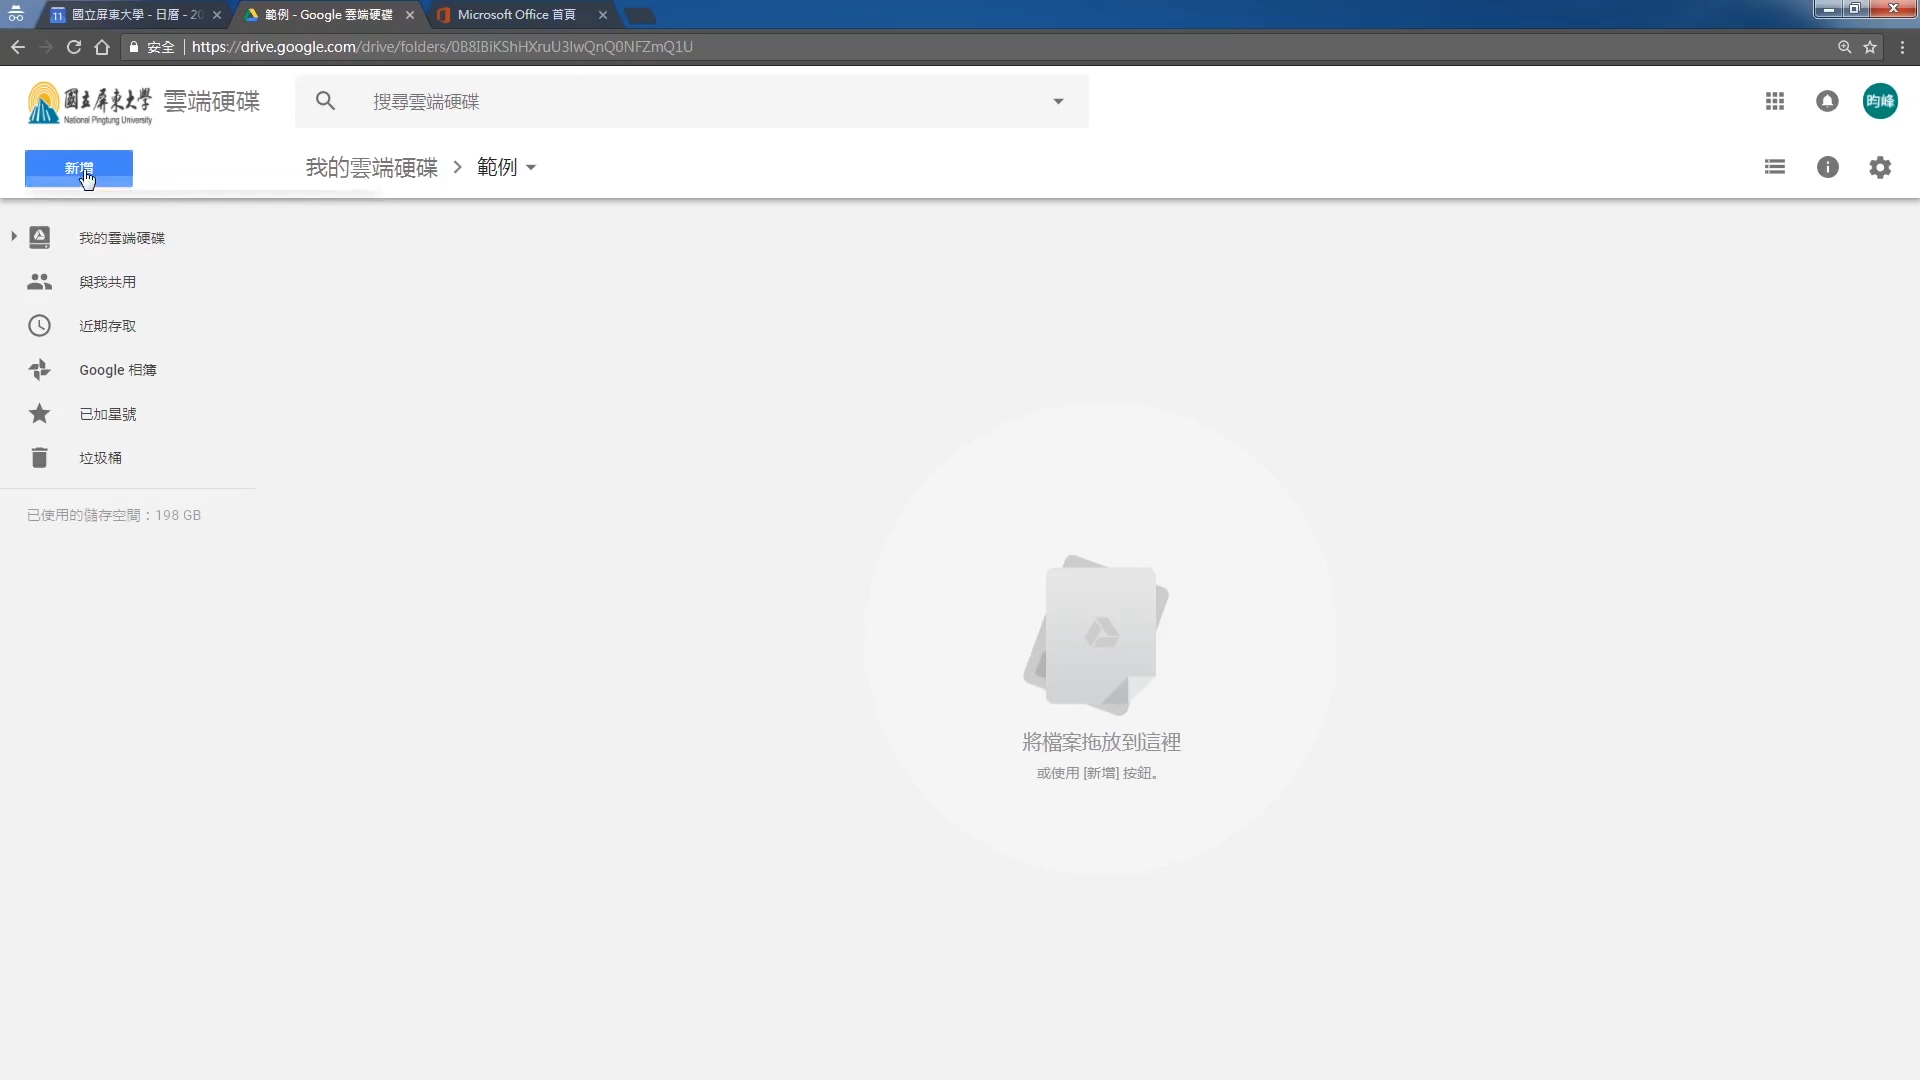 11 國立屏東大學 - 日曆 - 20
範例 - Google 雲端硬碟
Microsoft Office 首頁
安全 | https://drive.google.com/drive/folders/0B8IBiKShHXruU3IwQnQ0NFZmQ1U
國立屏東大學
National Pingtung University
雲端硬碟
搜尋雲端硬碟
昀峰
新增
我的雲端硬碟 > 範例
我的雲端硬碟
與我共用
近期存取
Google 相簿
已加星號
垃圾桶
已使用的儲存空間：198 GB
將檔案拖放到這裡
或使用 [新增] 按鈕。